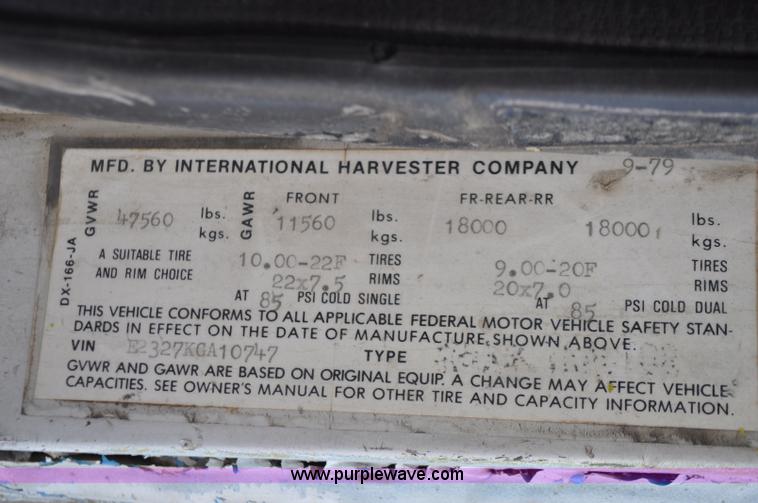 MFD. BY INTERNATIONAL HARVESTER COMPANY 9-79
GVWR 47560 lbs. kgs. GAWR FRONT 11560 lbs. kgs. FR-REAR-RR 18000 18000 lbs. kgs.
A SUITABLE TIRE 10.00-22F TIRES 9.00-20F TIRES
AND RIM CHOICE 22x7.5 RIMS 20x7.0 RIMS
AT 85 PSI COLD SINGLE AT 85 PSI COLD DUAL
DX-166-JA
THIS VEHICLE CONFORMS TO ALL APPLICABLE FEDERAL MOTOR VEHICLE SAFETY STAN-
DARDS IN EFFECT ON THE DATE OF MANUFACTURE SHOWN ABOVE.
VIN E2327KGA10747 TYPE
GVWR AND GAWR ARE BASED ON ORIGINAL EQUIP. A CHANGE MAY AFFECT VEHICLE
CAPACITIES. SEE OWNER'S MANUAL FOR OTHER TIRE AND CAPACITY INFORMATION.
www.purplewave.com